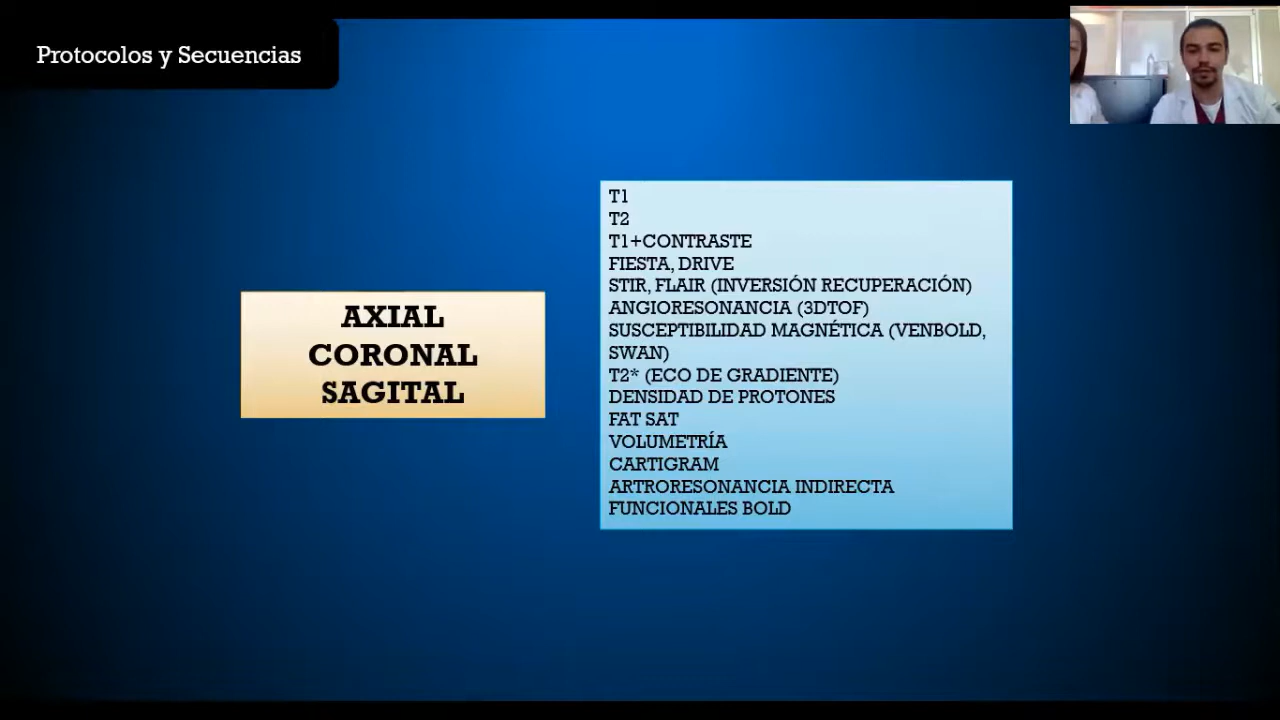 Protocolos y Secuencias
AXIAL
CORONAL
SAGITAL
T1
T2
T1+CONTRASTE
FIESTA, DRIVE
STIR, FLAIR (INVERSIÓN RECUPERACIÓN)
ANGIORESONANCIA (3DTOF)
SUSCEPTIBILIDAD MAGNÉTICA (VENBOLD,
SWAN)
T2* (ECO DE GRADIENTE)
DENSIDAD DE PROTONES
FAT SAT
VOLUMETRÍA
CARTIGRAM
ARTRORESONANCIA INDIRECTA
FUNCIONALES BOLD